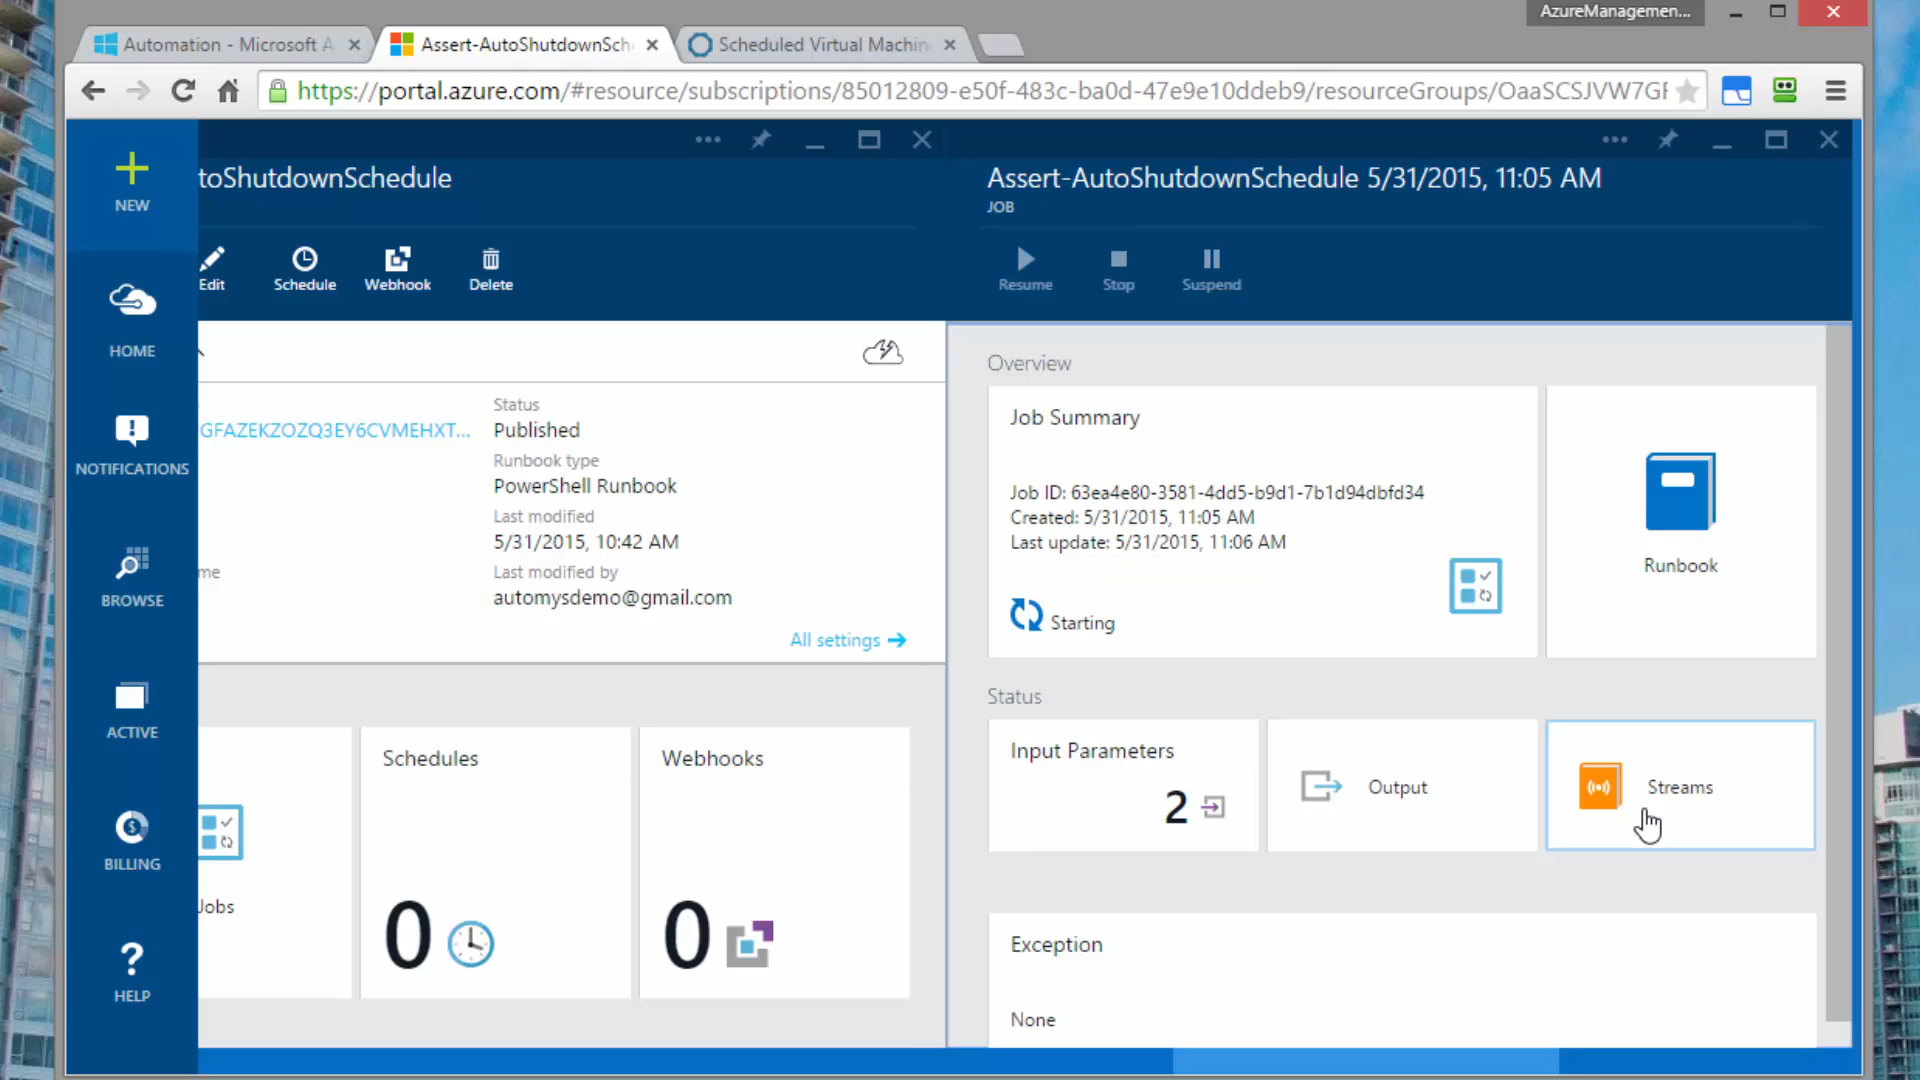 AzureManagemen...
Automation - Microsoft A
Assert-AutoShutdownSch
Scheduled Virtual Machin
https://portal.azure.com/#resource/subscriptions/85012809-e50f-483c-ba0d-47e9e10ddeb9/resourceGroups/OaaSCSJVW7GF
NEW
HOME
NOTIFICATIONS
BROWSE
ACTIVE
BILLING
HELP
toShutdownSchedule
Edit
Schedule
Webhook
Delete
GFAZEKZOZQ3EY6CVMEHXT...
me
Status
Published
Runbook type
PowerShell Runbook
Last modified
5/31/2015, 10:42 AM
Last modified by
automysdemo@gmail.com
All settings
Jobs
Schedules
0
Webhooks
0
Assert-AutoShutdownSchedule 5/31/2015, 11:05 AM
JOB
Resume
Stop
Suspend
Overview
Job Summary
Job ID: 63ea4e80-3581-4dd5-b9d1-7b1d94dbfd34
Created: 5/31/2015, 11:05 AM
Last update: 5/31/2015, 11:06 AM
Starting
Runbook
Status
Input Parameters
2
Output
Streams
Exception
None